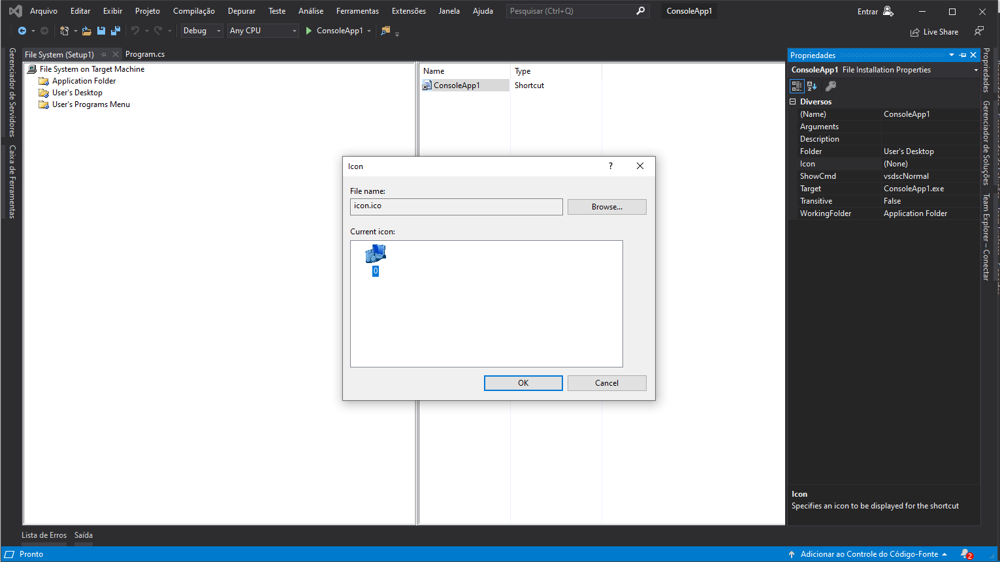 Arquivo Editar Exibir Projeto Compilação Depurar Teste Análise Ferramentas Extensões Janela Ajuda Pesquisar (Ctrl+Q) ConsoleApp1 Entrar
Debug Any CPU ConsoleApp1 Live Share
Gerenciador de Servidores
Caixa de Ferramentas
File System (Setup1) Program.cs
File System on Target Machine
Application Folder
User's Desktop
User's Programs Menu
Name Type
ConsoleApp1 Shortcut
Icon ?
File name:
icon.ico Browse...
Current icon:
0
OK Cancel
Propriedades
ConsoleApp1 File Installation Properties
Diversos
(Name) ConsoleApp1
Arguments
Description
Folder User's Desktop
Icon (None)
ShowCmd vsdscNormal
Target ConsoleApp1.exe
Transitive False
WorkingFolder Application Folder
Icon
Specifies an icon to be displayed for the shortcut
Propriedades
Gerenciador de Soluções
Team Explorer – Conectar
Lista de Erros Saída
Pronto Adicionar ao Controle do Código-Fonte 2